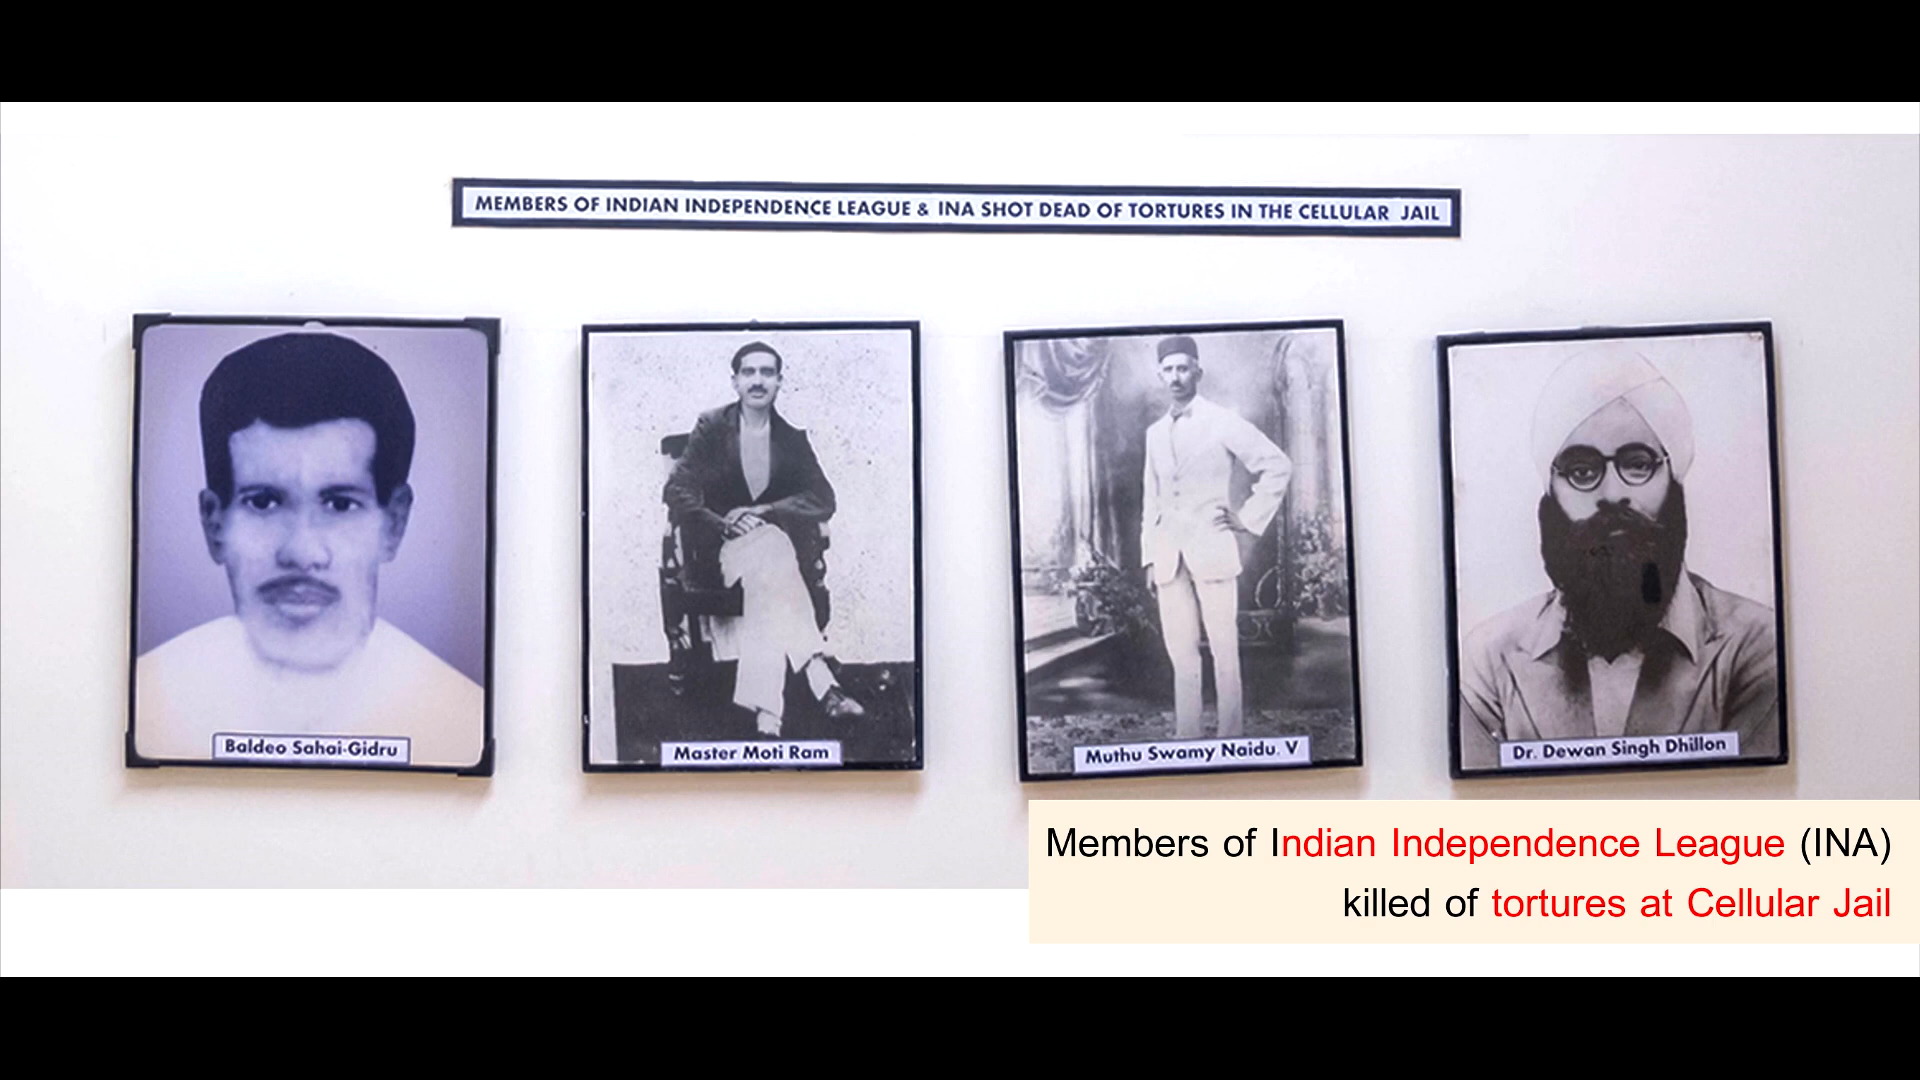 MEMBERS OF INDIAN INDEPENDENCE LEAGUE & INA SHOT DEAD OF TORTURES IN THE CELLULAR JAIL
Baldeo Sahai-Gidru
Master Moti Ram
Muthu Swamy Naidu. V
Dr. Dewan Singh Dhillon
Members of Indian Independence League (INA)
killed of tortures at Cellular Jail